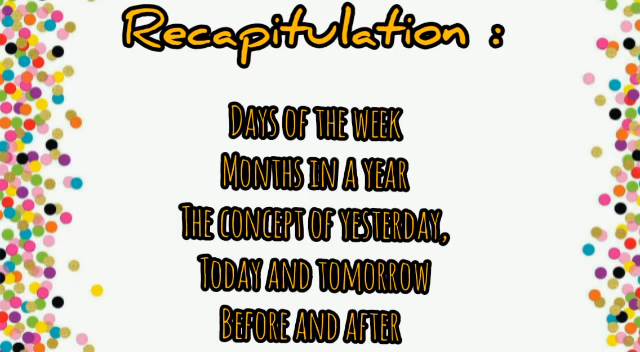 Recapitulation :
Days of the week
Months in a year
The concept of yesterday,
Today and tomorrow
Before and after